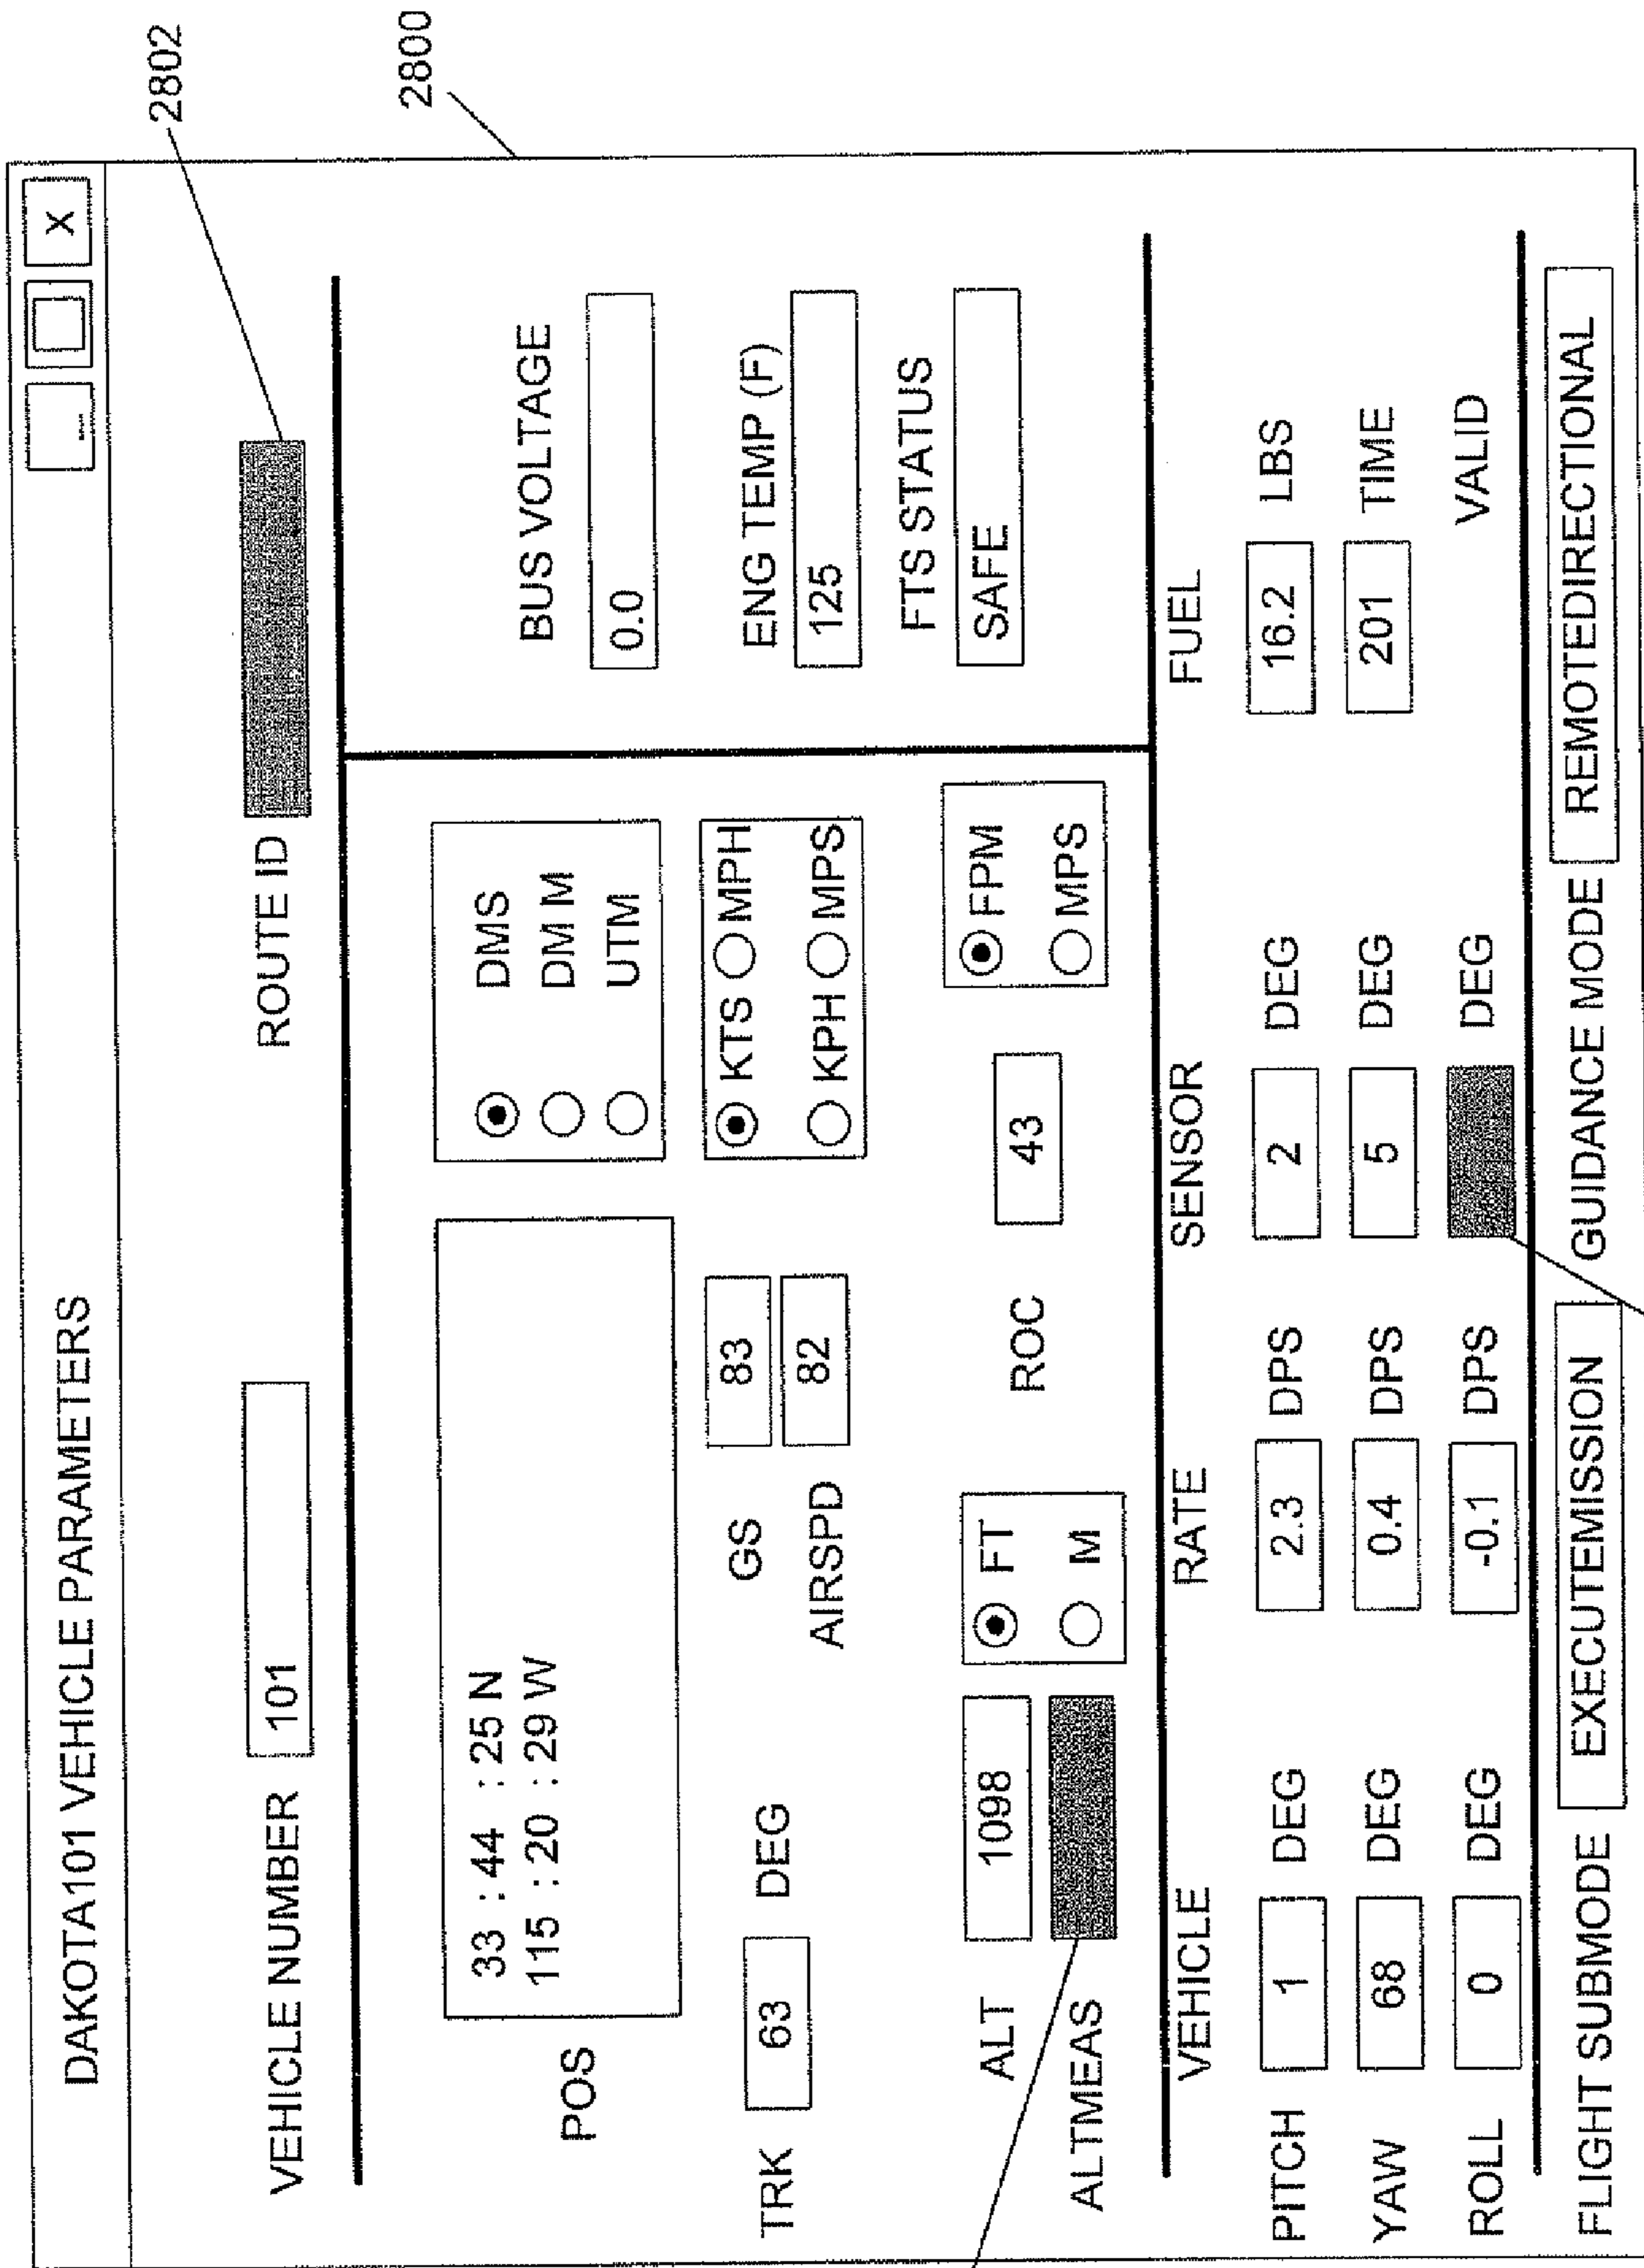 DAKOTA101 VEHICLE PARAMETERS
X
2802
2800
VEHICLE NUMBER 101 ROUTE ID
POS 33 : 44 : 25 N
115 : 20 : 29 W
DMS
DM M
UTM
BUS VOLTAGE
0.0
TRK 63 DEG GS 83
AIRSPD 82
KTS MPH
KPH MPS
ENG TEMP (F)
125
ALT 1098 FT
ALTMEAS M
ROC 43
FPM
MPS
FTS STATUS
SAFE
VEHICLE RATE SENSOR FUEL
PITCH 1 DEG 2.3 DPS 2 DEG 16.2 LBS
YAW 68 DEG 0.4 DPS 5 DEG 201 TIME
ROLL 0 DEG -0.1 DPS DEG VALID
FLIGHT SUBMODE EXECUTEMISSION GUIDANCE MODE REMOTEDIRECTIONAL